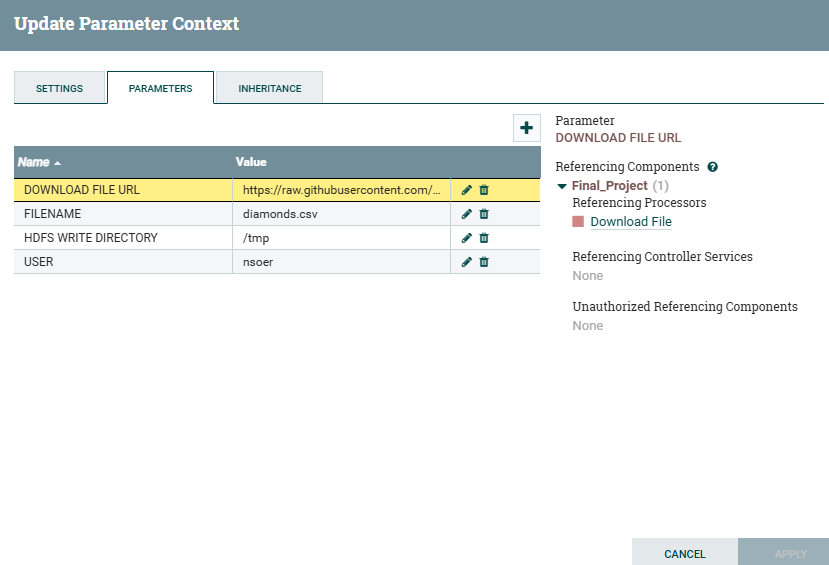 Update Parameter Context
SETTINGS
PARAMETERS
INHERITANCE
Name
Value
DOWNLOAD FILE URL
https://raw.githubusercontent.com/...
FILENAME
diamonds.csv
HDFS WRITE DIRECTORY
/tmp
USER
nsoer
Parameter
DOWNLOAD FILE URL
Referencing Components ?
Final_Project (1)
Referencing Processors
Download File
Referencing Controller Services
None
Unauthorized Referencing Components
None
CANCEL
APPLY